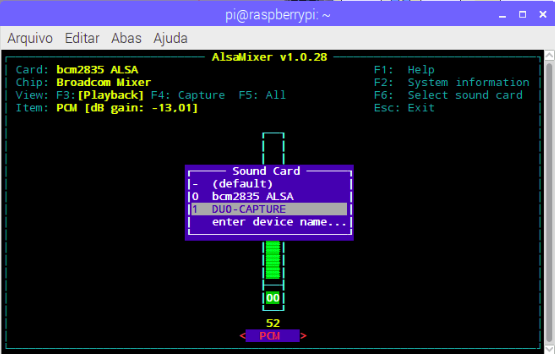 pi@raspberrypi: ~
Arquivo Editar Abas Ajuda
AlsaMixer v1.0.28
Card: bcm2835 ALSA F1: Help
Chip: Broadcom Mixer F2: System information
View: F3:[Playback] F4: Capture F5: All F6: Select sound card
Item: PCM [dB gain: -13,01] Esc: Exit
Sound Card
- (default)
0 bcm2835 ALSA
1 DUO-CAPTURE
enter device name...
OO
52
< PCM >